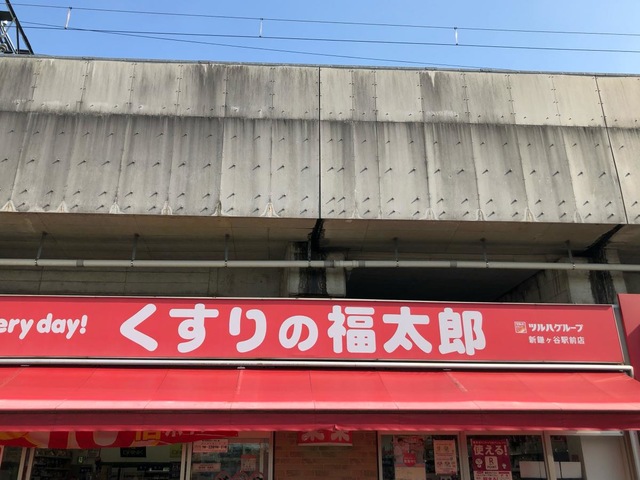 ery day!
くすりの福太郎
ツルハグループ
新鎌ヶ谷駅前店
使える!